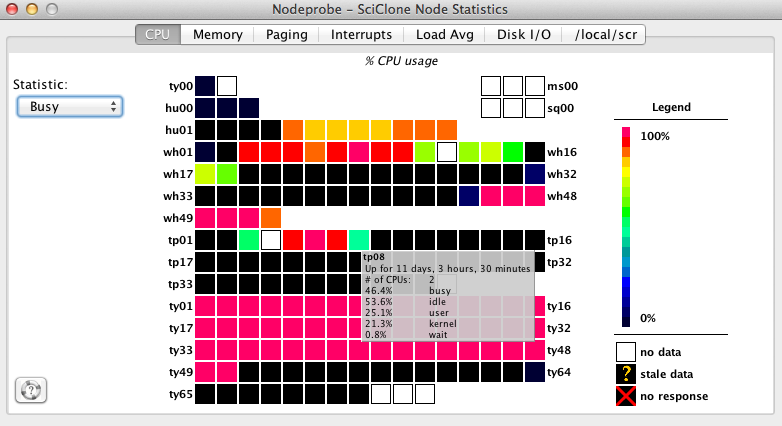 Nodeprobe – SciClone Node Statistics
CPU Memory Paging Interrupts Load Avg Disk I/O /local/scr
% CPU usage
Statistic:
Busy
ty00 ms00
hu00 sq00
hu01
wh01 wh16
wh17 wh32
wh33 wh48
wh49
tp01 tp16
tp17 tp32
tp33
ty01 ty16
ty17 ty32
ty33 ty48
ty49 ty64
ty65
tp08
Up for 11 days, 3 hours, 30 minutes
# of CPUs: 2
46.4% busy
53.6% idle
25.1% user
21.3% kernel
0.8% wait
Legend
100%
0%
no data
? stale data
no response